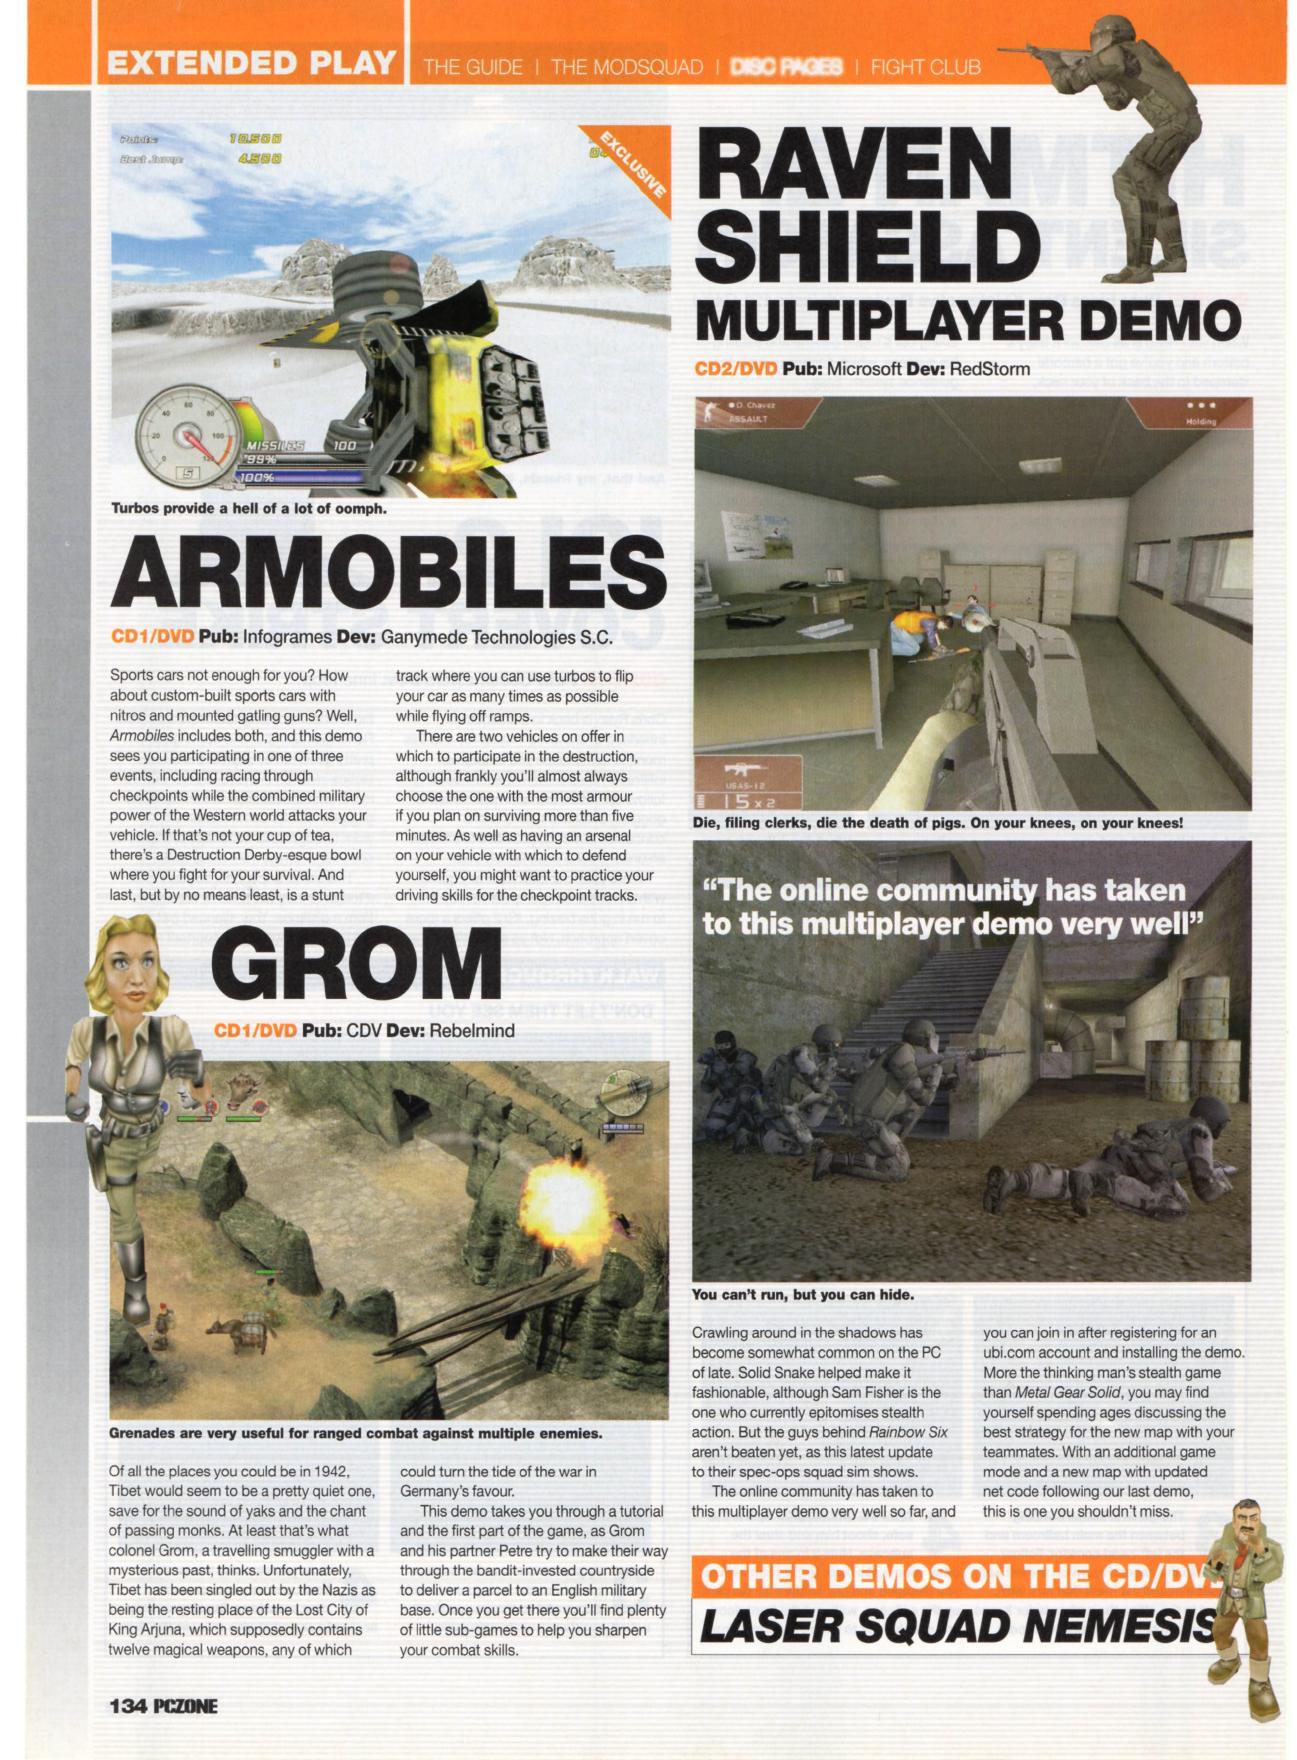 EXTENDED PLAY
THE GUIDE | THE MODSQUAD | DISC PAGES | FIGHT CLUB
Points: 10.500
Best Jump: 4.500
EXCLUSIVE
0 20 40 60 80 100 120
5
MISSILES 100
99%
100%
Turbos provide a hell of a lot of oomph.
ARMOBILES
CD1/DVD Pub: Infogrames Dev: Ganymede Technologies S.C.
Sports cars not enough for you? How
about custom-built sports cars with
nitros and mounted gatling guns? Well,
Armobiles includes both, and this demo
sees you participating in one of three
events, including racing through
checkpoints while the combined military
power of the Western world attacks your
vehicle. If that's not your cup of tea,
there's a Destruction Derby-esque bowl
where you fight for your survival. And
last, but by no means least, is a stunt
track where you can use turbos to flip
your car as many times as possible
while flying off ramps.
There are two vehicles on offer in
which to participate in the destruction,
although frankly you'll almost always
choose the one with the most armour
if you plan on surviving more than five
minutes. As well as having an arsenal
on your vehicle with which to defend
yourself, you might want to practice your
driving skills for the checkpoint tracks.
GROM
CD1/DVD Pub: CDV Dev: Rebelmind
Grenades are very useful for ranged combat against multiple enemies.
Of all the places you could be in 1942,
Tibet would seem to be a pretty quiet one,
save for the sound of yaks and the chant
of passing monks. At least that's what
colonel Grom, a travelling smuggler with a
mysterious past, thinks. Unfortunately,
Tibet has been singled out by the Nazis as
being the resting place of the Lost City of
King Arjuna, which supposedly contains
twelve magical weapons, any of which
could turn the tide of the war in
Germany's favour.
This demo takes you through a tutorial
and the first part of the game, as Grom
and his partner Petre try to make their way
through the bandit-invested countryside
to deliver a parcel to an English military
base. Once you get there you'll find plenty
of little sub-games to help you sharpen
your combat skills.
RAVEN
SHIELD
MULTIPLAYER DEMO
CD2/DVD Pub: Microsoft Dev: RedStorm
D. Chavez
ASSAULT
Holding
USAS-12
15 x 2
Die, filing clerks, die the death of pigs. On your knees, on your knees!
“The online community has taken
to this multiplayer demo very well”
You can't run, but you can hide.
Crawling around in the shadows has
become somewhat common on the PC
of late. Solid Snake helped make it
fashionable, although Sam Fisher is the
one who currently epitomises stealth
action. But the guys behind Rainbow Six
aren't beaten yet, as this latest update
to their spec-ops squad sim shows.
The online community has taken to
this multiplayer demo very well so far, and
you can join in after registering for an
ubi.com account and installing the demo.
More the thinking man's stealth game
than Metal Gear Solid, you may find
yourself spending ages discussing the
best strategy for the new map with your
teammates. With an additional game
mode and a new map with updated
net code following our last demo,
this is one you shouldn't miss.
OTHER DEMOS ON THE CD/DV
LASER SQUAD NEMESIS
134 PCZONE